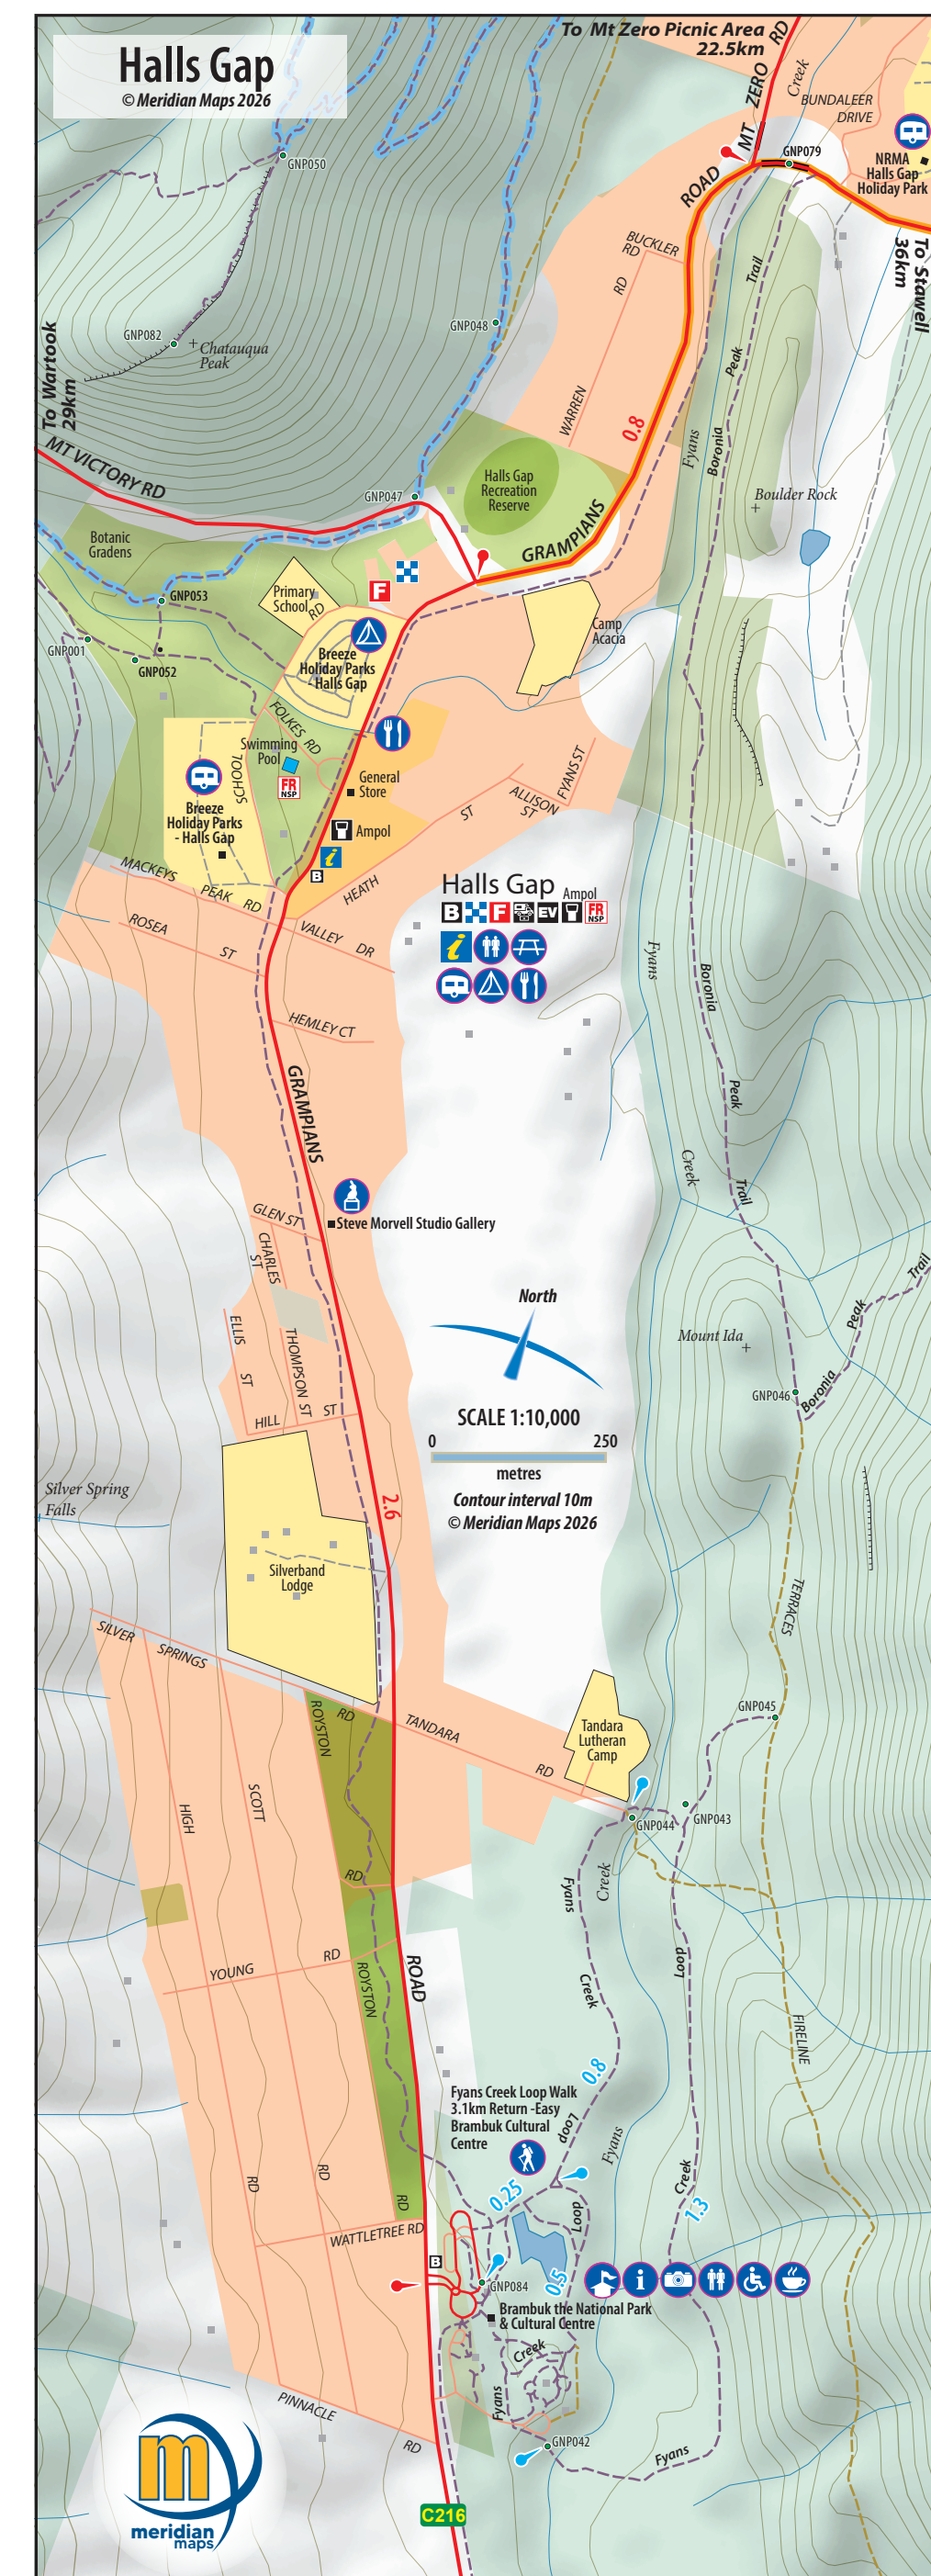 Halls Gap
© Meridian Maps 2026
To Mt Zero Picnic Area
22.5km
MT ZERO RD
Creek
BUNDALEER
DRIVE
GNP079
NRMA
Halls Gap
Holiday Park
GNP050
ROAD
To Stawell
36km
BUCKLER
RD
RD
Trail
GNP082
Chatauqua
Peak
GNP048
To Wartook
29km
Peak
WARREN
0.8
Fyans
Boronia
MT VICTORY RD
Halls Gap
Recreation
Reserve
GNP047
Boulder Rock
GRAMPIANS
Botanic
Gradens
F
Primary
School
RD
GNP053
Camp
Acacia
GNP001
GNP052
Breeze
Holiday Parks
- Halls Gap
FOLKES RD
Swimming
Pool
SCHOOL
FR
NSP
General
Store
FYANS ST
ALLISON
ST
ST
Breeze
Holiday Parks
- Halls Gap
Ampol
i
B
HEATH
MACKEYS
PEAK RD
Halls Gap
Ampol
B F EV FR
NSP
i
ROSEA
ST
VALLEY DR
Fyans
Boronia
HEMLEY CT
GRAMPIANS
Peak
Creek
Trail
GLEN ST
Steve Morvell Studio Gallery
CHARLES
ST
Trail
North
Peak
ELLIS
ST
THOMPSON ST
Mount Ida
GNP046
Boronia
HILL ST
SCALE 1:10,000
0 250
metres
Contour interval 10m
© Meridian Maps 2026
Silver Spring
Falls
2.6
Silverband
Lodge
TERRACES
SILVER
SPRINGS
RD
ROYSTON
TANDARA
RD
Tandara
Lutheran
Camp
GNP045
HIGH
SCOTT
GNP044
GNP043
RD
Fyans
Creek
Loop
YOUNG
RD
ROYSTON
ROAD
Creek
FIRELINE
0.8
Fyans Creek Loop Walk
3.1km Return -Easy
Brambuk Cultural
Centre
Loop
Fyans
Creek
RD
RD
RD
0.25
Loop
1.3
WATTLETREE RD
B
GNP084
0.5
i
Brambuk the National Park
& Cultural Centre
Creek
Fyans
PINNACLE
RD
GNP042
Fyans
C216
m
meridian
maps